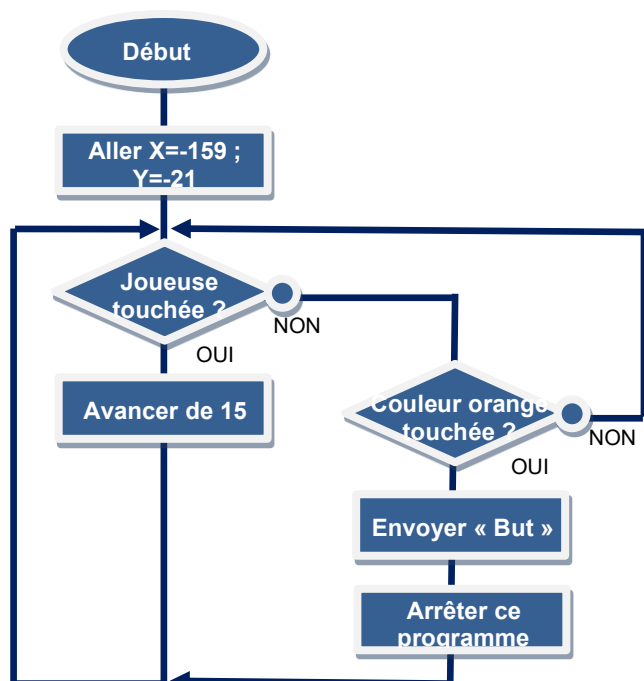 Début
Aller X=-159 ;
Y=-21
Joueuse
touchée ?
NON
OUI
Avancer de 15
Couleur orange
touchée ?
NON
OUI
Envoyer « But »
Arrêter ce
programme